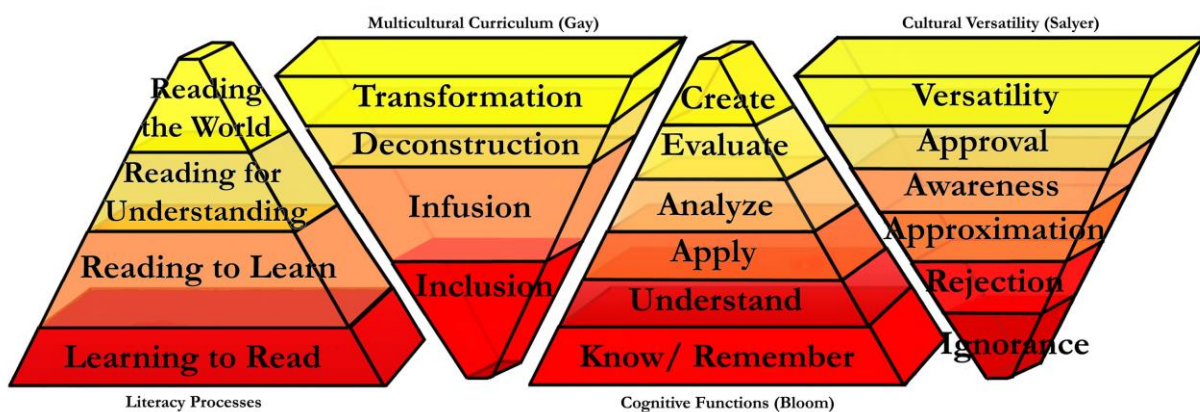 Multicultural Curriculum (Gay)
Cultural Versatility (Salyer)
Reading
the World
Reading for
Understanding
Reading to Learn
Learning to Read
Transformation
Deconstruction
Infusion
Inclusion
Create
Evaluate
Analyze
Apply
Understand
Know/ Remember
Versatility
Approval
Awareness
Approximation
Rejection
Ignorance
Literacy Processes
Cognitive Functions (Bloom)